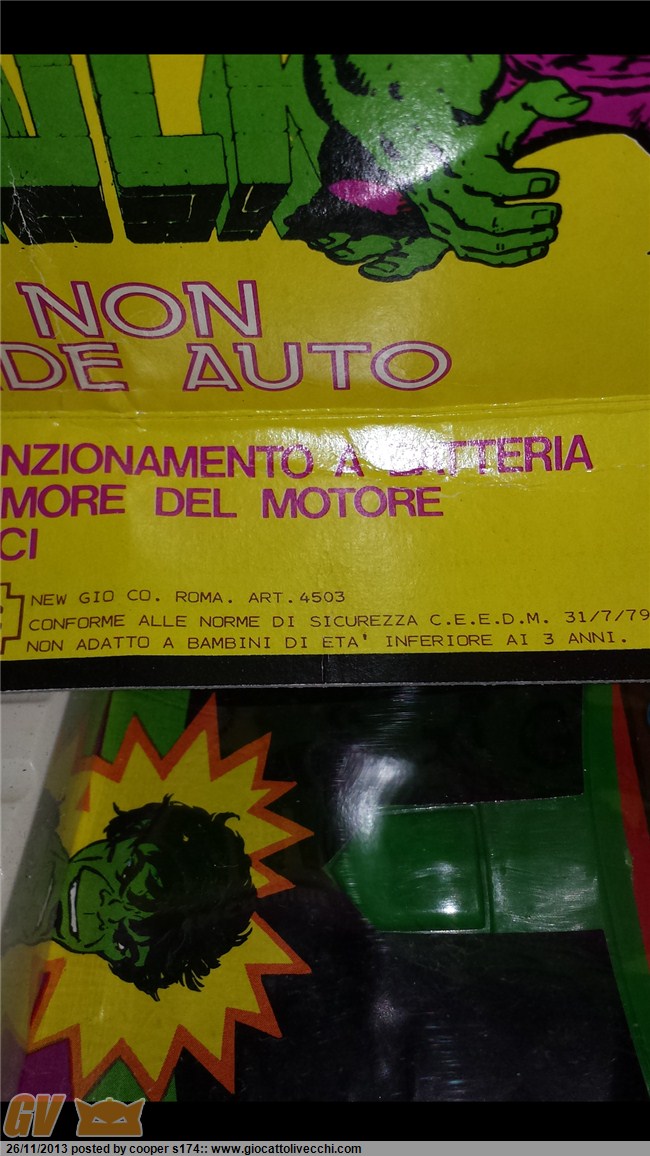 ULK
NON
DE AUTO
NZIONAMENTO A BATTERIA
MORE DEL MOTORE
CI
NEW GIO CO. ROMA. ART.4503
CONFORME ALLE NORME DI SICUREZZA C.E.E.D.M. 31/7/79
NON ADATTO A BAMBINI DI ETA' INFERIORE AI 3 ANNI.
GV
26/11/2013 posted by cooper s174:: www.giocattolivecchi.com